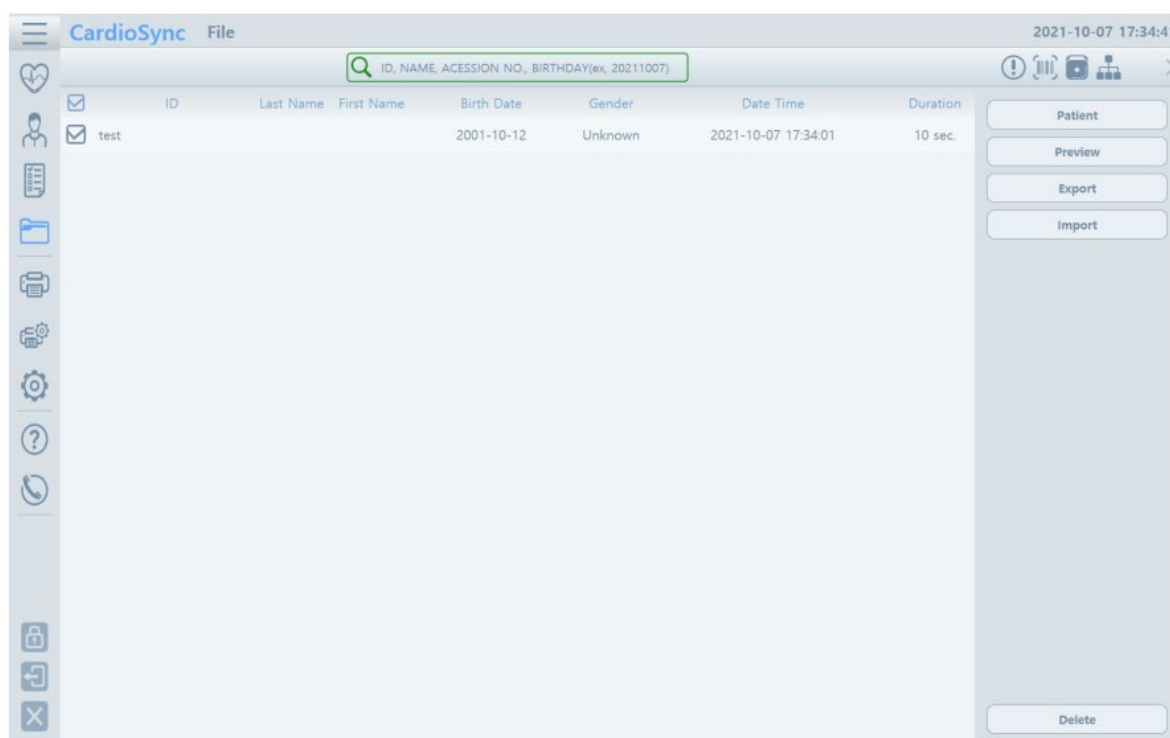 CardioSync File 2021-10-07 17:34:4
ID, NAME, ACESSION NO., BIRTHDAY(ex, 20211007)
ID Last Name First Name Birth Date Gender Date Time Duration
test 2001-10-12 Unknown 2021-10-07 17:34:01 10 sec.
Patient
Preview
Export
Import
Delete